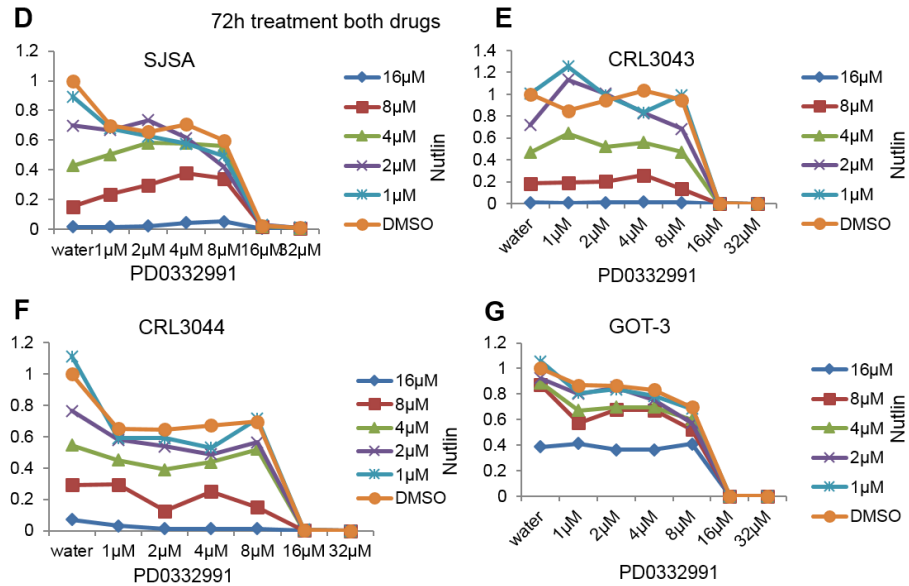 D
72h treatment both drugs
SJSA
1.2
1
0.8
0.6
0.4
0.2
0
water 1µM 2µM 4µM 8µM 16µM 32µM
PD0332991
16µM
8µM
4µM
2µM
1µM
DMSO
Nutlin
E
CRL3043
1.4
1.2
1
0.8
0.6
0.4
0.2
0
water 1µM 2µM 4µM 8µM 16µM 32µM
PD0332991
16µM
8µM
4µM
2µM
1µM
DMSO
Nutlin
F
CRL3044
1.2
1
0.8
0.6
0.4
0.2
0
water 1µM 2µM 4µM 8µM 16µM 32µM
PD0332991
16µM
8µM
4µM
2µM
1µM
DMSO
Nutlin
G
GOT-3
1.2
1
0.8
0.6
0.4
0.2
0
water 1µM 2µM 4µM 8µM 16µM 32µM
PD0332991
16µM
8µM
4µM
2µM
1µM
DMSO
Nutlin